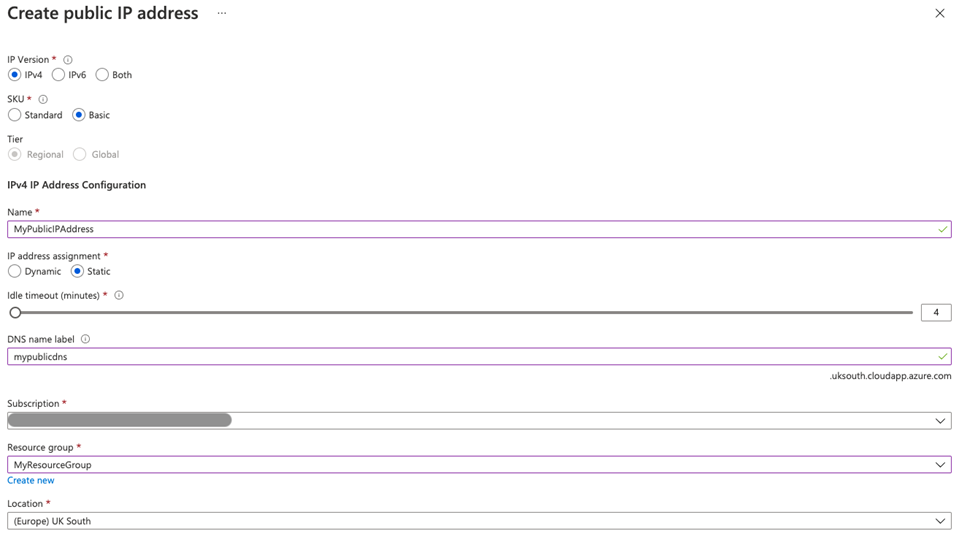 Create public IP address ...
IP Version *
IPv4 IPv6 Both
SKU *
Standard Basic
Tier
Regional Global
IPv4 IP Address Configuration
Name *
MyPublicIPAddress
IP address assignment *
Dynamic Static
Idle timeout (minutes) *
4
DNS name label
mypublicdns
.uksouth.cloudapp.azure.com
Subscription *
Resource group *
MyResourceGroup
Create new
Location *
(Europe) UK South